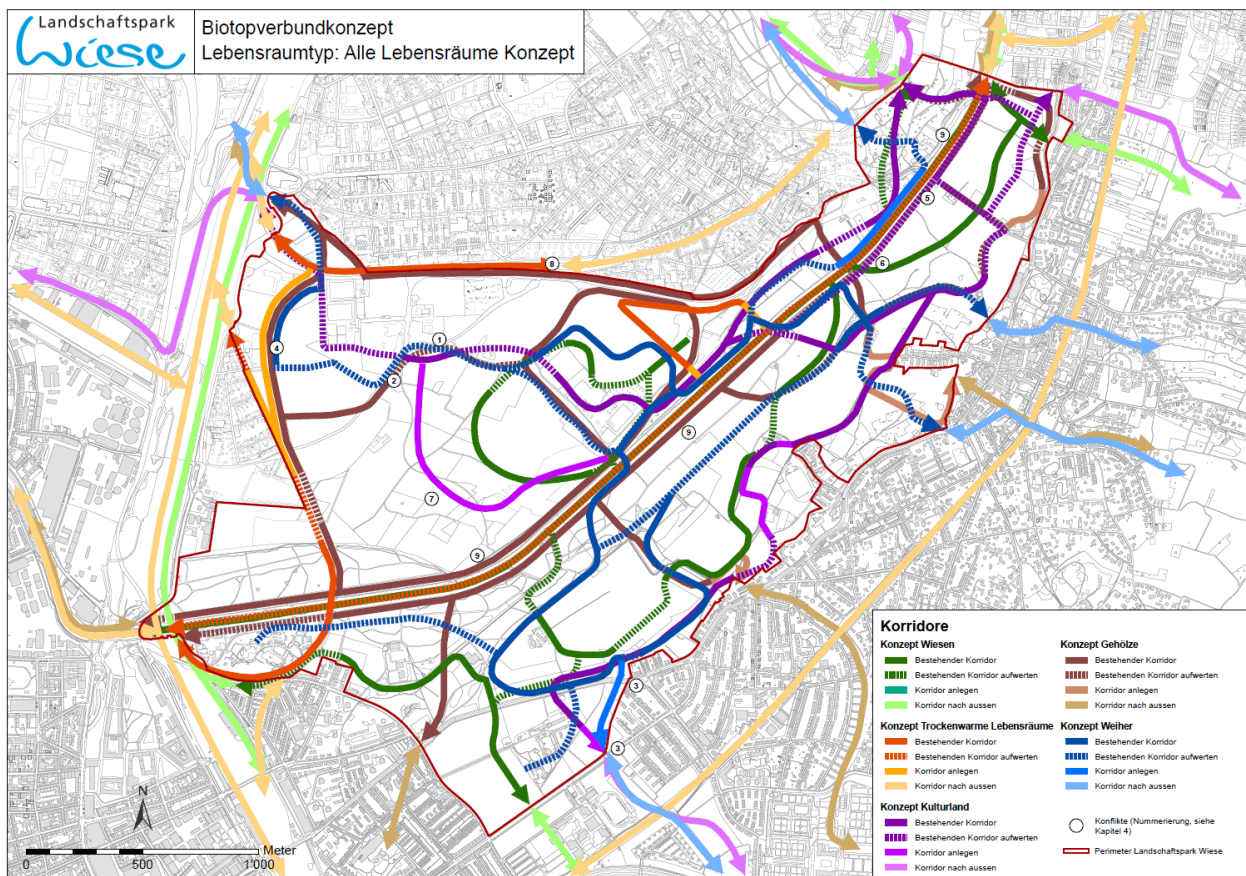 Landschaftspark
Wiese
Biotopverbundkonzept
Lebensraumtyp: Alle Lebensräume Konzept
9
5
6
8
4
1
2
9
7
9
3
3
N
Meter
0 500 1'000
Korridore
Konzept Wiesen
Bestehender Korridor
Bestehenden Korridor aufwerten
Korridor anlegen
Korridor nach aussen
Konzept Trockenwarme Lebensräume
Bestehender Korridor
Bestehenden Korridor aufwerten
Korridor anlegen
Korridor nach aussen
Konzept Kulturland
Bestehender Korridor
Bestehenden Korridor aufwerten
Korridor anlegen
Korridor nach aussen
Konzept Gehölze
Bestehender Korridor
Bestehenden Korridor aufwerten
Korridor anlegen
Korridor nach aussen
Konzept Weiher
Bestehender Korridor
Bestehenden Korridor aufwerten
Korridor anlegen
Korridor nach aussen
Konflikte (Nummerierung, siehe
Kapitel 4)
Perimeter Landschaftspark Wiese